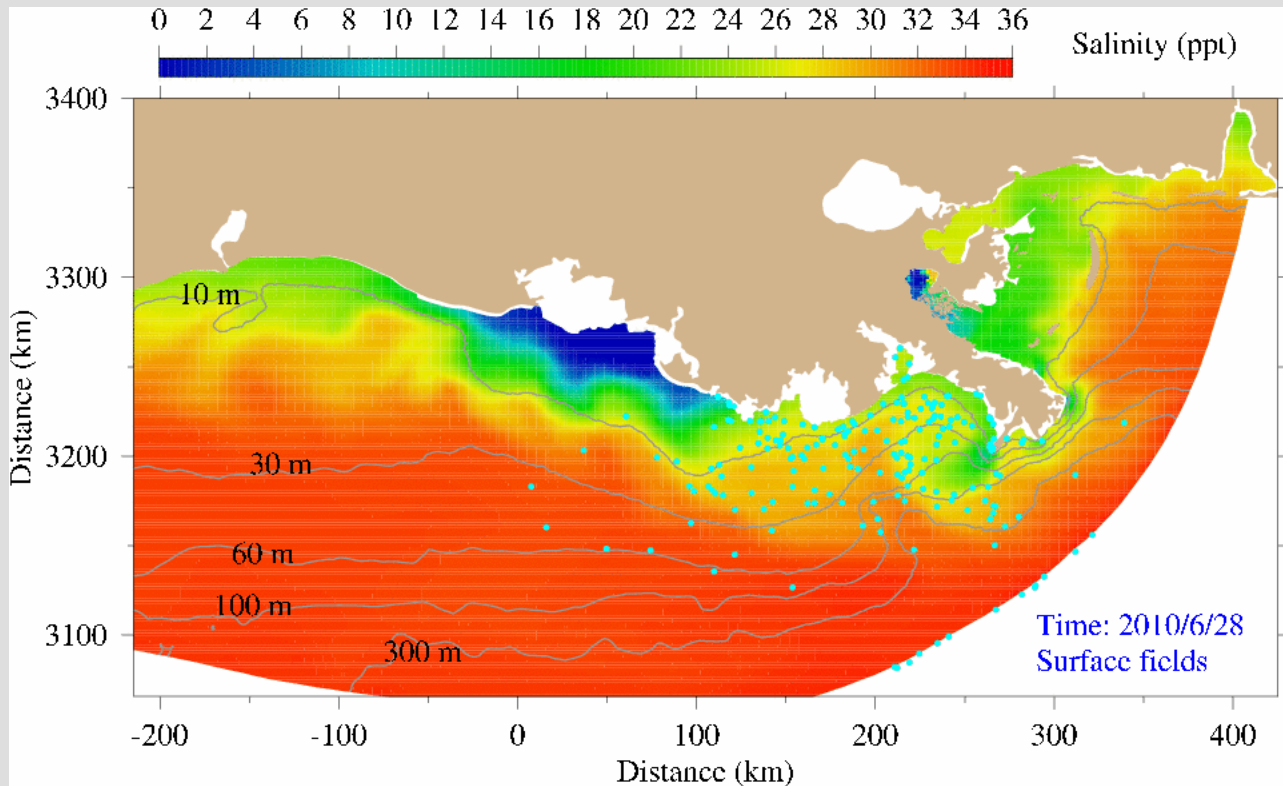 0 2 4 6 8 10 12 14 16 18 20 22 24 26 28 30 32 34 36
Salinity (ppt)
3400
3300
3200
3100
Distance (km)
10 m
30 m
60 m
100 m
300 m
Time: 2010/6/28
Surface fields
-200 -100 0 100 200 300 400
Distance (km)